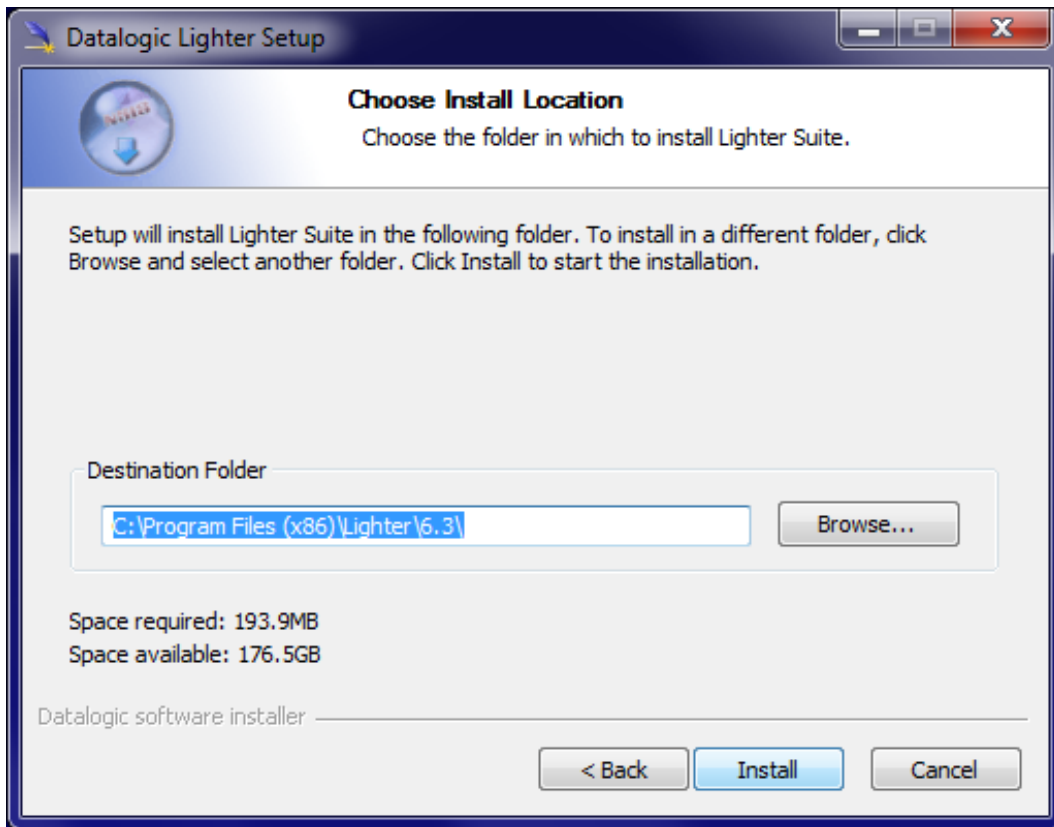 Datalogic Lighter Setup
Choose Install Location
Choose the folder in which to install Lighter Suite.
Setup will install Lighter Suite in the following folder. To install in a different folder, click
Browse and select another folder. Click Install to start the installation.
Destination Folder
C:\Program Files (x86)\Lighter\6.3\
Browse...
Space required: 193.9MB
Space available: 176.5GB
Datalogic software installer
< Back
Install
Cancel